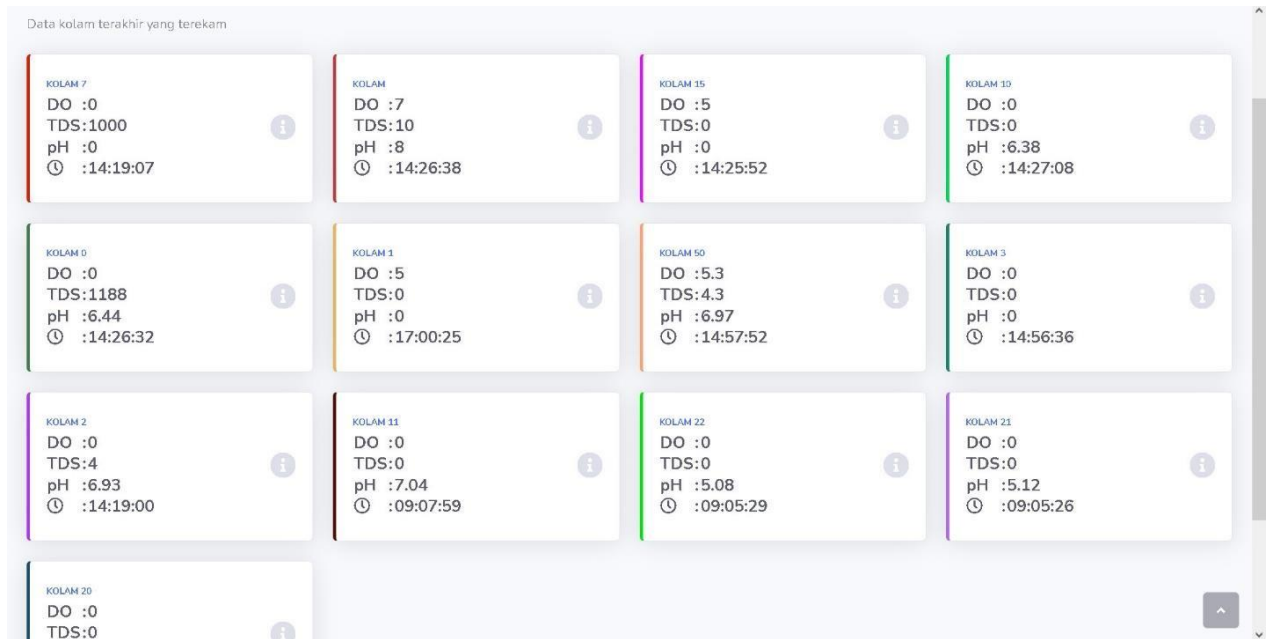 Data kolam terakhir yang terekam
KOLAM 7
DO :0
TDS:1000
pH :0
:14:19:07
KOLAM
DO :7
TDS:10
pH :8
:14:26:38
KOLAM 15
DO :5
TDS:0
pH :0
:14:25:52
KOLAM 10
DO :0
TDS:0
pH :6.38
:14:27:08
KOLAM 0
DO :0
TDS:1188
pH :6.44
:14:26:32
KOLAM 1
DO :5
TDS:0
pH :0
:17:00:25
KOLAM 50
DO :5.3
TDS:4.3
pH :6.97
:14:57:52
KOLAM 3
DO :0
TDS:0
pH :0
:14:56:36
KOLAM 2
DO :0
TDS:4
pH :6.93
:14:19:00
KOLAM 11
DO :0
TDS:0
pH :7.04
:09:07:59
KOLAM 22
DO :0
TDS:0
pH :5.08
:09:05:29
KOLAM 21
DO :0
TDS:0
pH :5.12
:09:05:26
KOLAM 20
DO :0
TDS:0